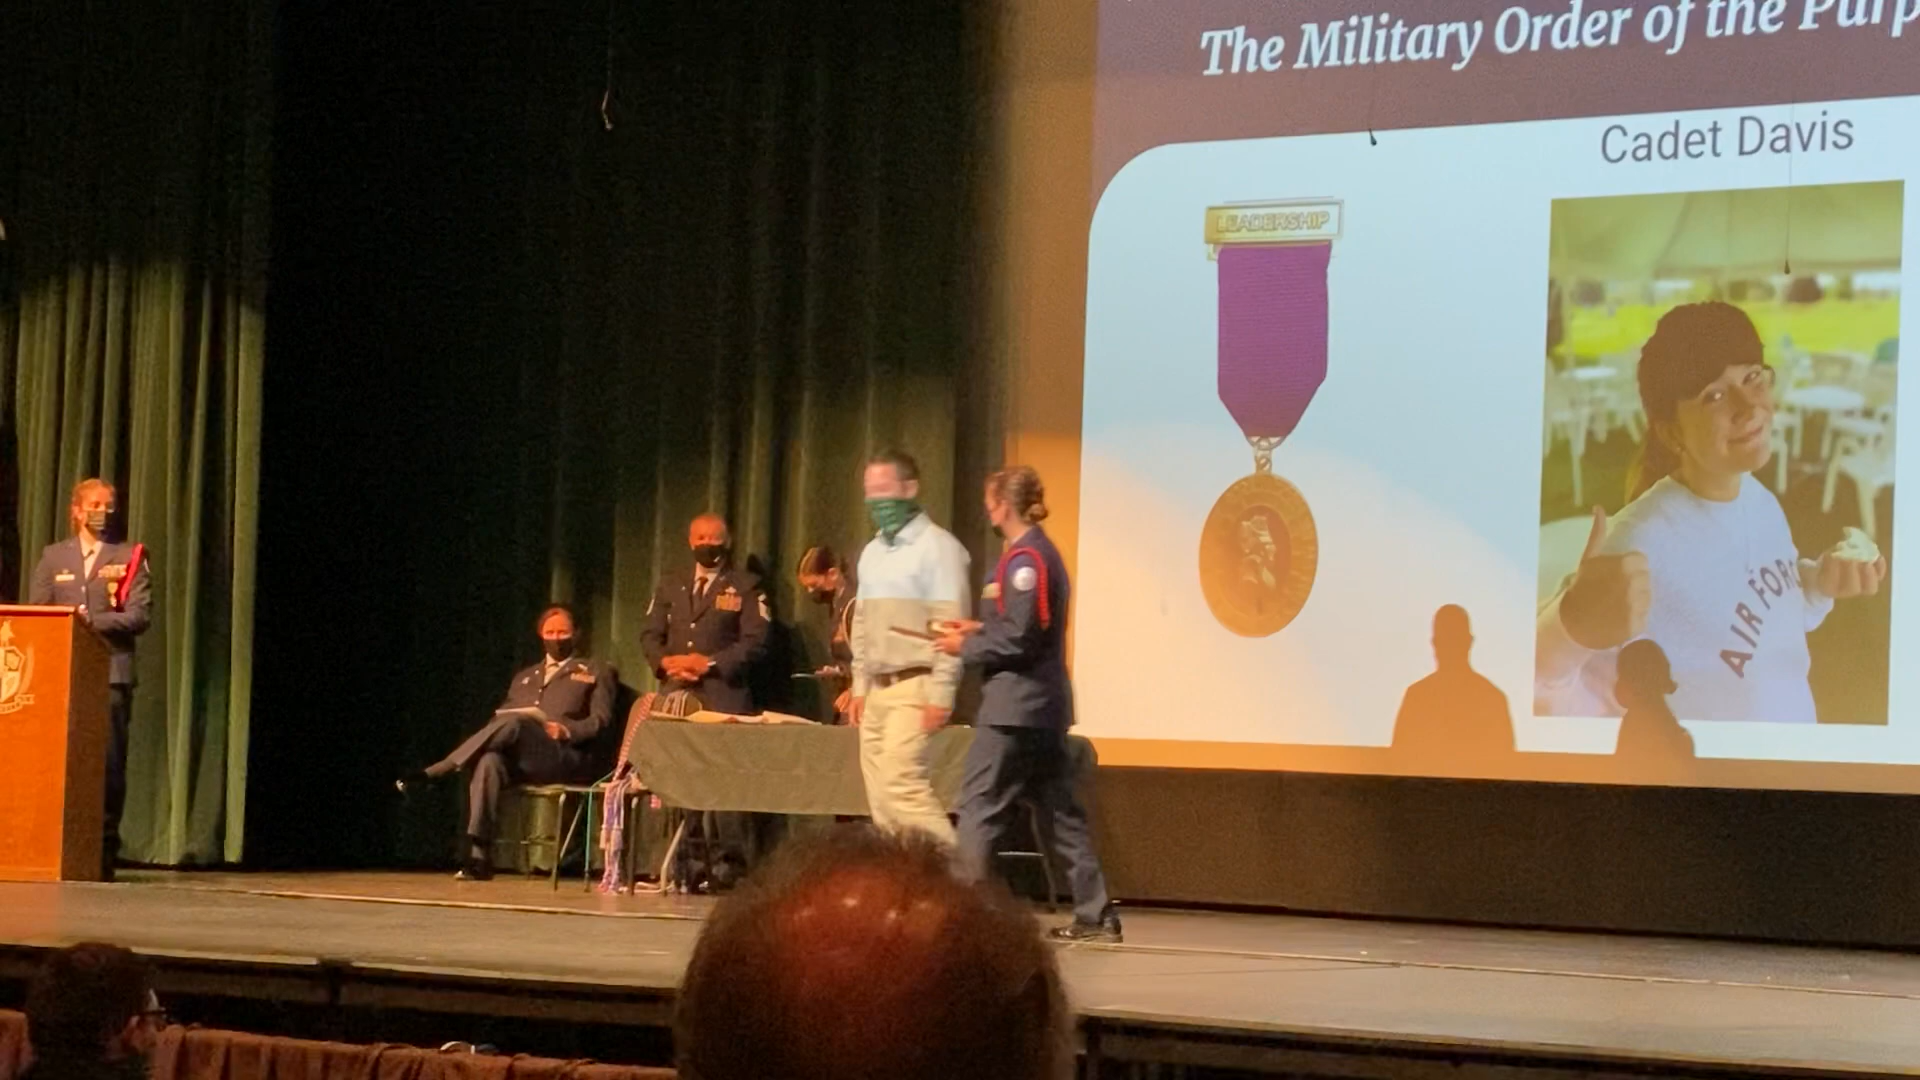 The Military Order of the Purp
Cadet Davis
LEADERSHIP
AIR FORC